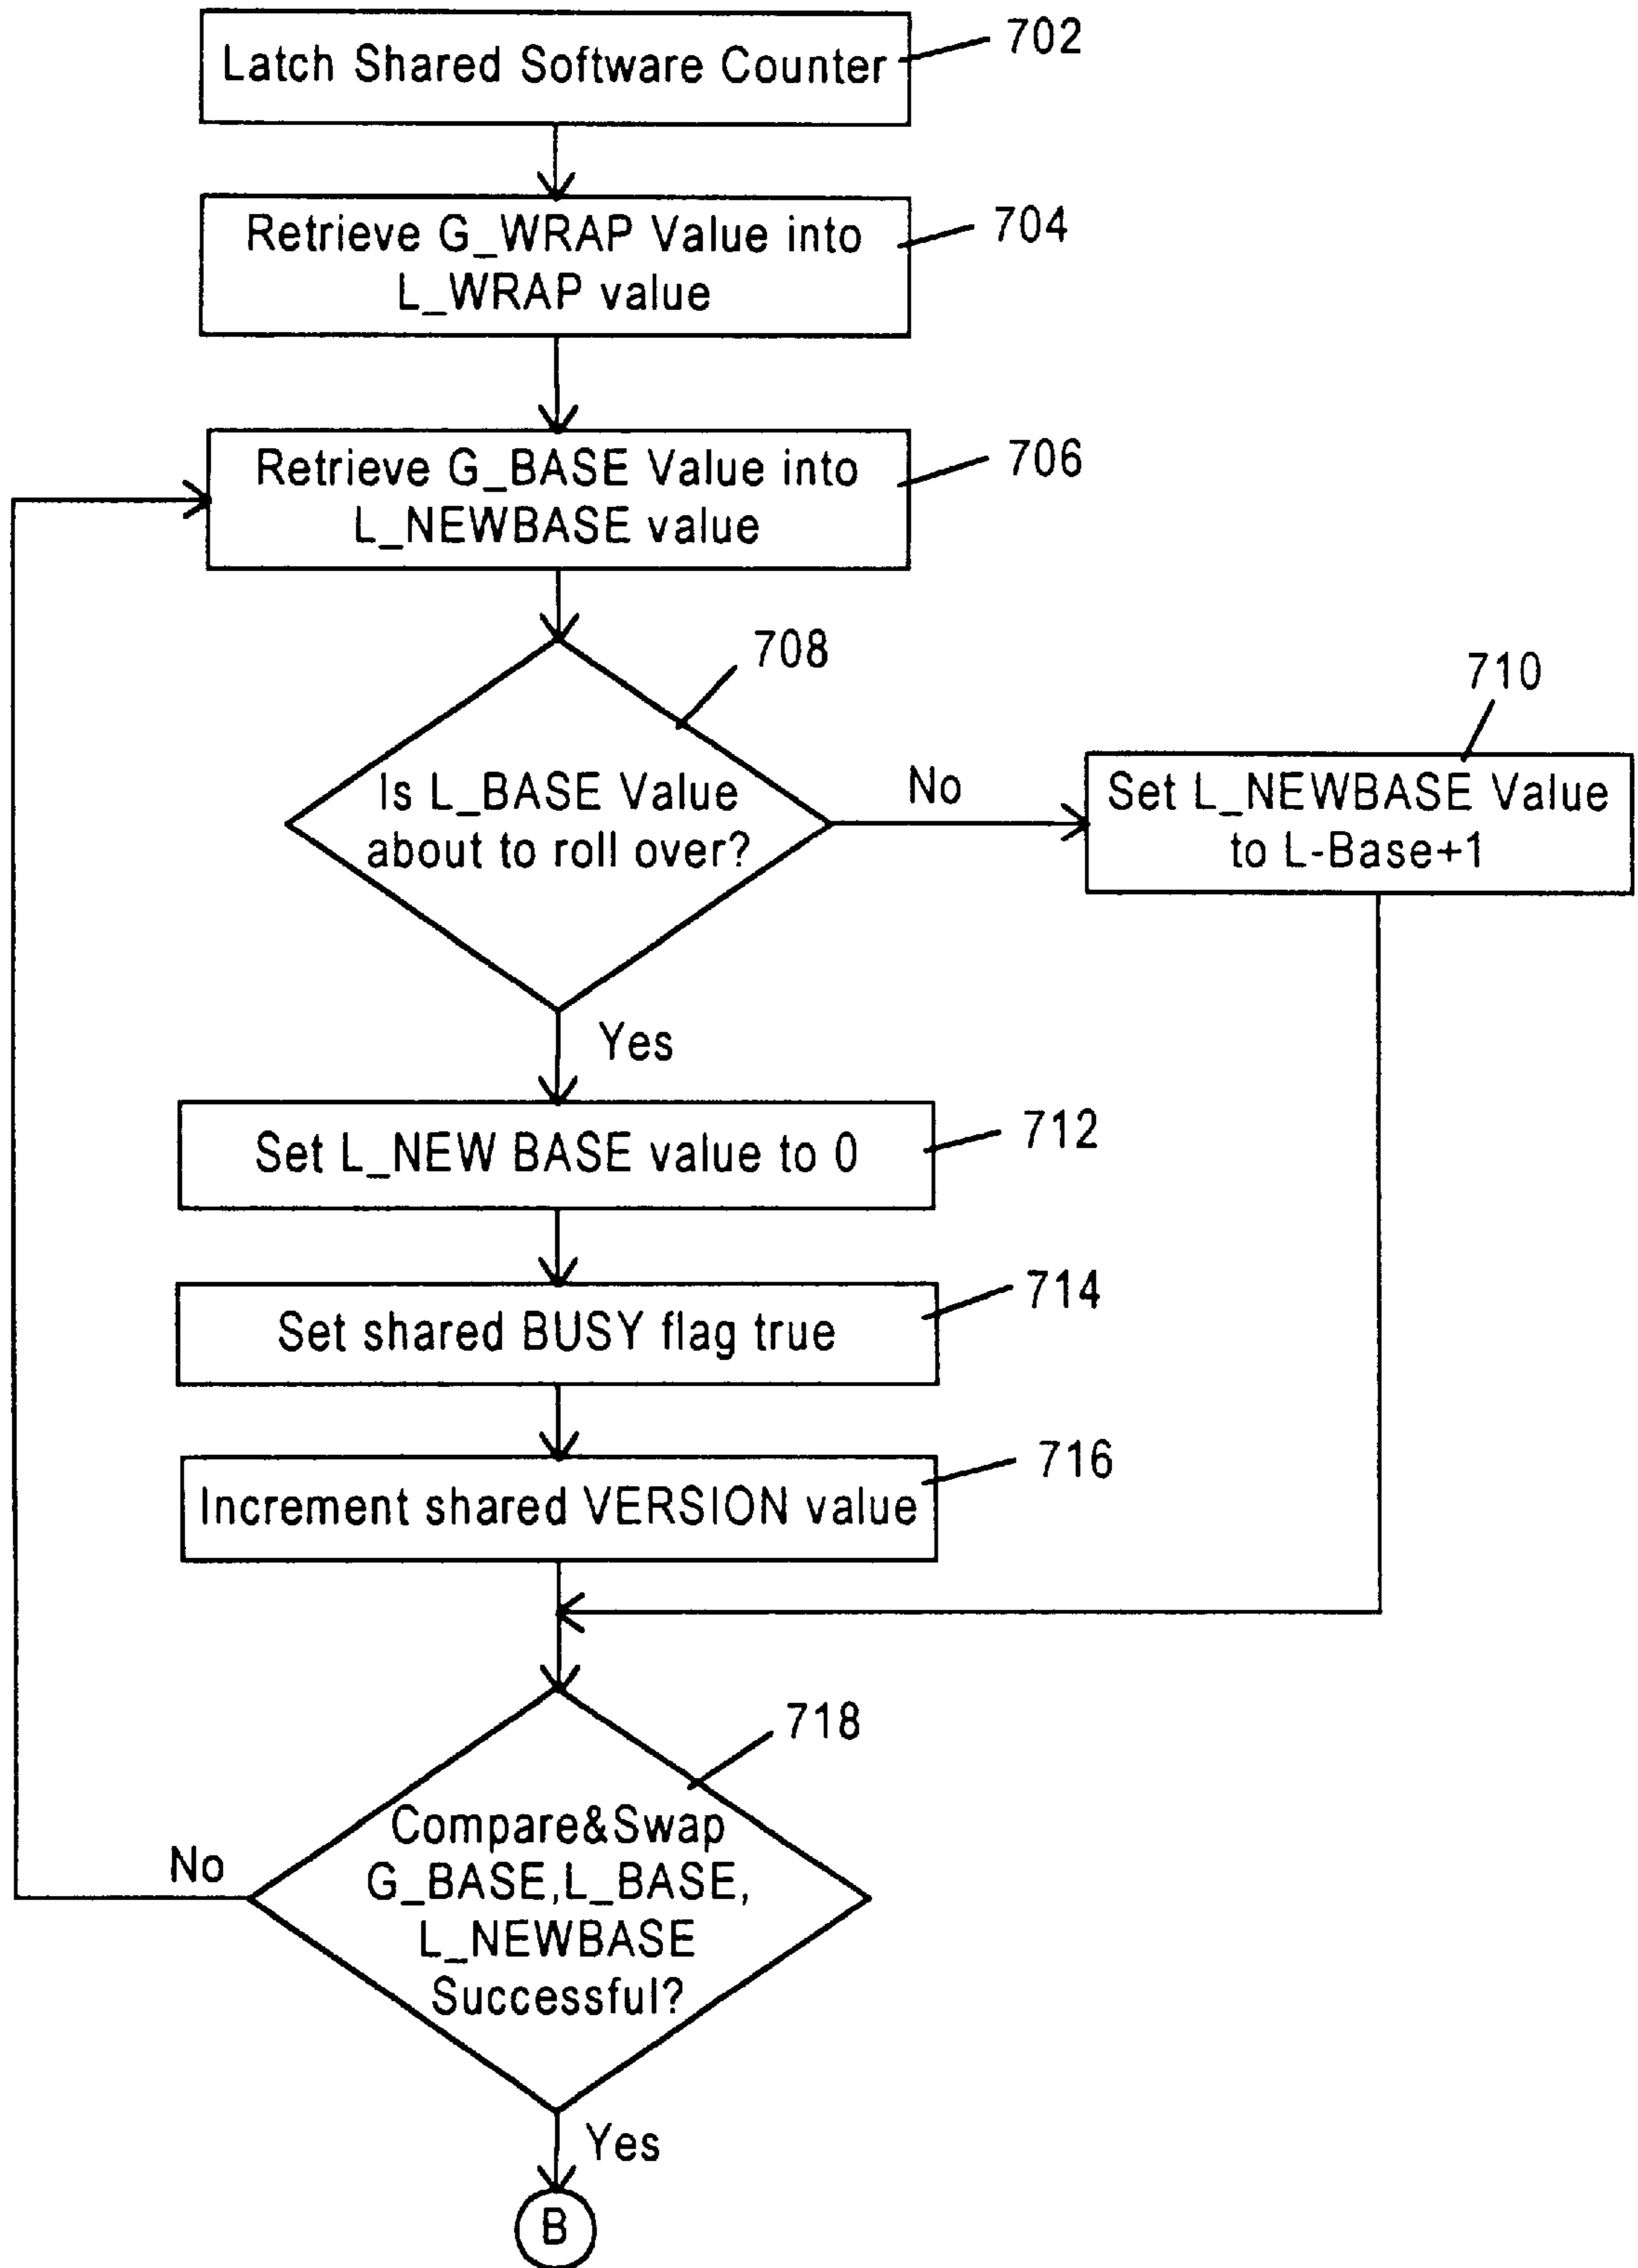 Latch Shared Software Counter
702
Retrieve G_WRAP Value into
L_WRAP value
704
Retrieve G_BASE Value into
L_NEWBASE value
706
708
Is L_BASE Value
about to roll over?
No
710
Set L_NEWBASE Value
to L-Base+1
Yes
Set L_NEW BASE value to 0
712
Set shared BUSY flag true
714
Increment shared VERSION value
716
718
Compare&Swap
G_BASE,L_BASE,
L_NEWBASE
Successful?
No
Yes
B